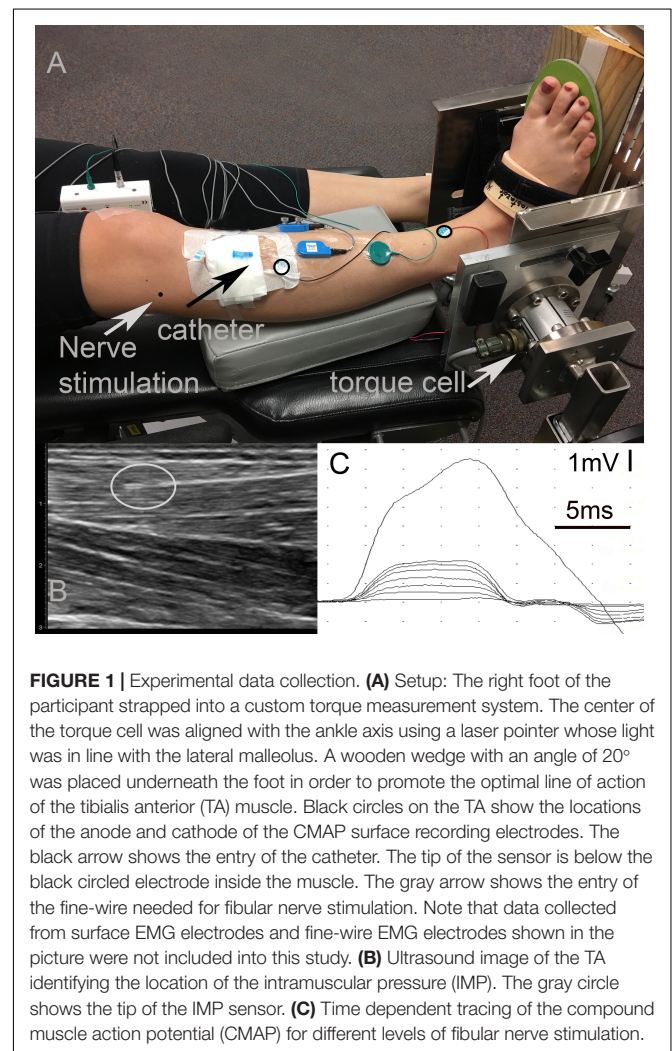 A
Nerve
stimulation
catheter
torque cell
1
2
3
B
C
1mV
5ms
FIGURE 1 | Experimental data collection. (A) Setup: The right foot of the
participant strapped into a custom torque measurement system. The center of
the torque cell was aligned with the ankle axis using a laser pointer whose light
was in line with the lateral malleolus. A wooden wedge with an angle of 20°
was placed underneath the foot in order to promote the optimal line of action
of the tibialis anterior (TA) muscle. Black circles on the TA show the locations
of the anode and cathode of the CMAP surface recording electrodes. The
black arrow shows the entry of the catheter. The tip of the sensor is below the
black circled electrode inside the muscle. The gray arrow shows the entry of
the fine-wire needed for fibular nerve stimulation. Note that data collected
from surface EMG electrodes and fine-wire EMG electrodes shown in the
picture were not included into this study. (B) Ultrasound image of the TA
identifying the location of the intramuscular pressure (IMP). The gray circle
shows the tip of the IMP sensor. (C) Time dependent tracing of the compound
muscle action potential (CMAP) for different levels of fibular nerve stimulation.